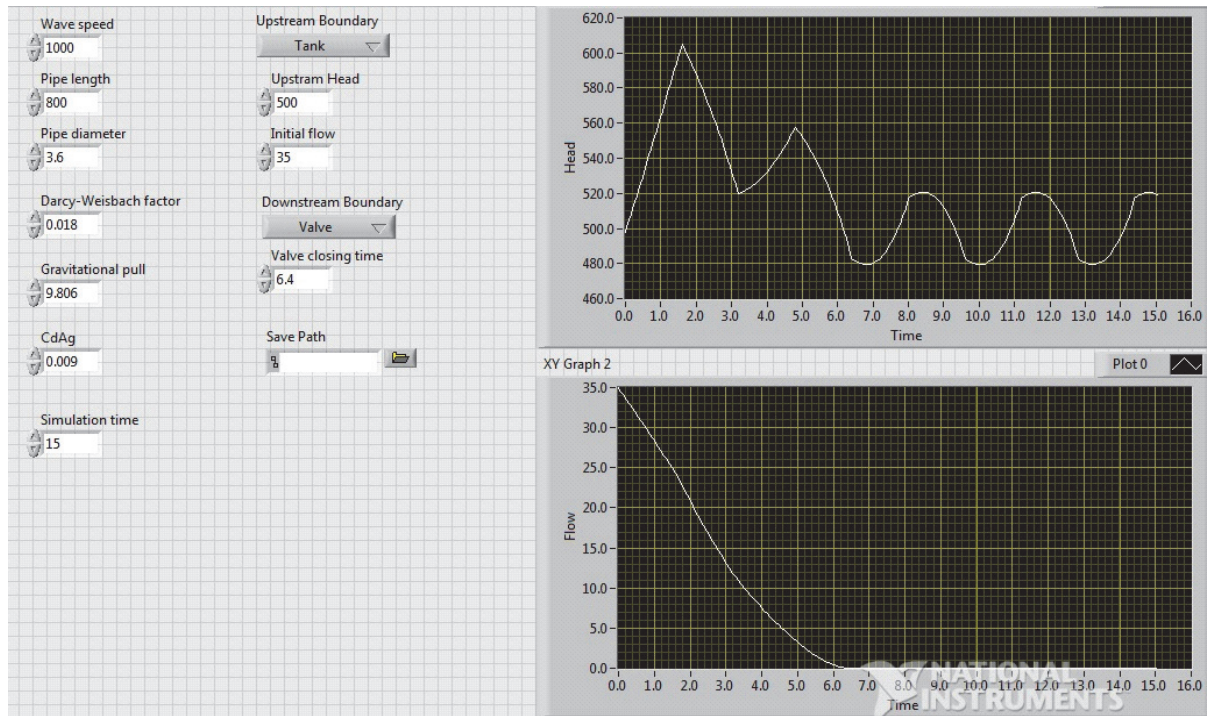 Wave speed
1000
Pipe length
800
Pipe diameter
3.6
Darcy-Weisbach factor
0.018
Gravitational pull
9.806
CdAg
0.009
Simulation time
15
Upstream Boundary
Tank
Upstram Head
500
Initial flow
35
Downstream Boundary
Valve
Valve closing time
6.4
Save Path
620.0
600.0
580.0
560.0
540.0
520.0
500.0
480.0
460.0
Head
0.0 1.0 2.0 3.0 4.0 5.0 6.0 7.0 8.0 9.0 10.0 11.0 12.0 13.0 14.0 15.0 16.0
Time
XY Graph 2
Plot 0
35.0
30.0
25.0
20.0
15.0
10.0
5.0
0.0
Flow
0.0 1.0 2.0 3.0 4.0 5.0 6.0 7.0 8.0 9.0 10.0 11.0 12.0 13.0 14.0 15.0 16.0
Time
NATIONAL
INSTRUMENTS